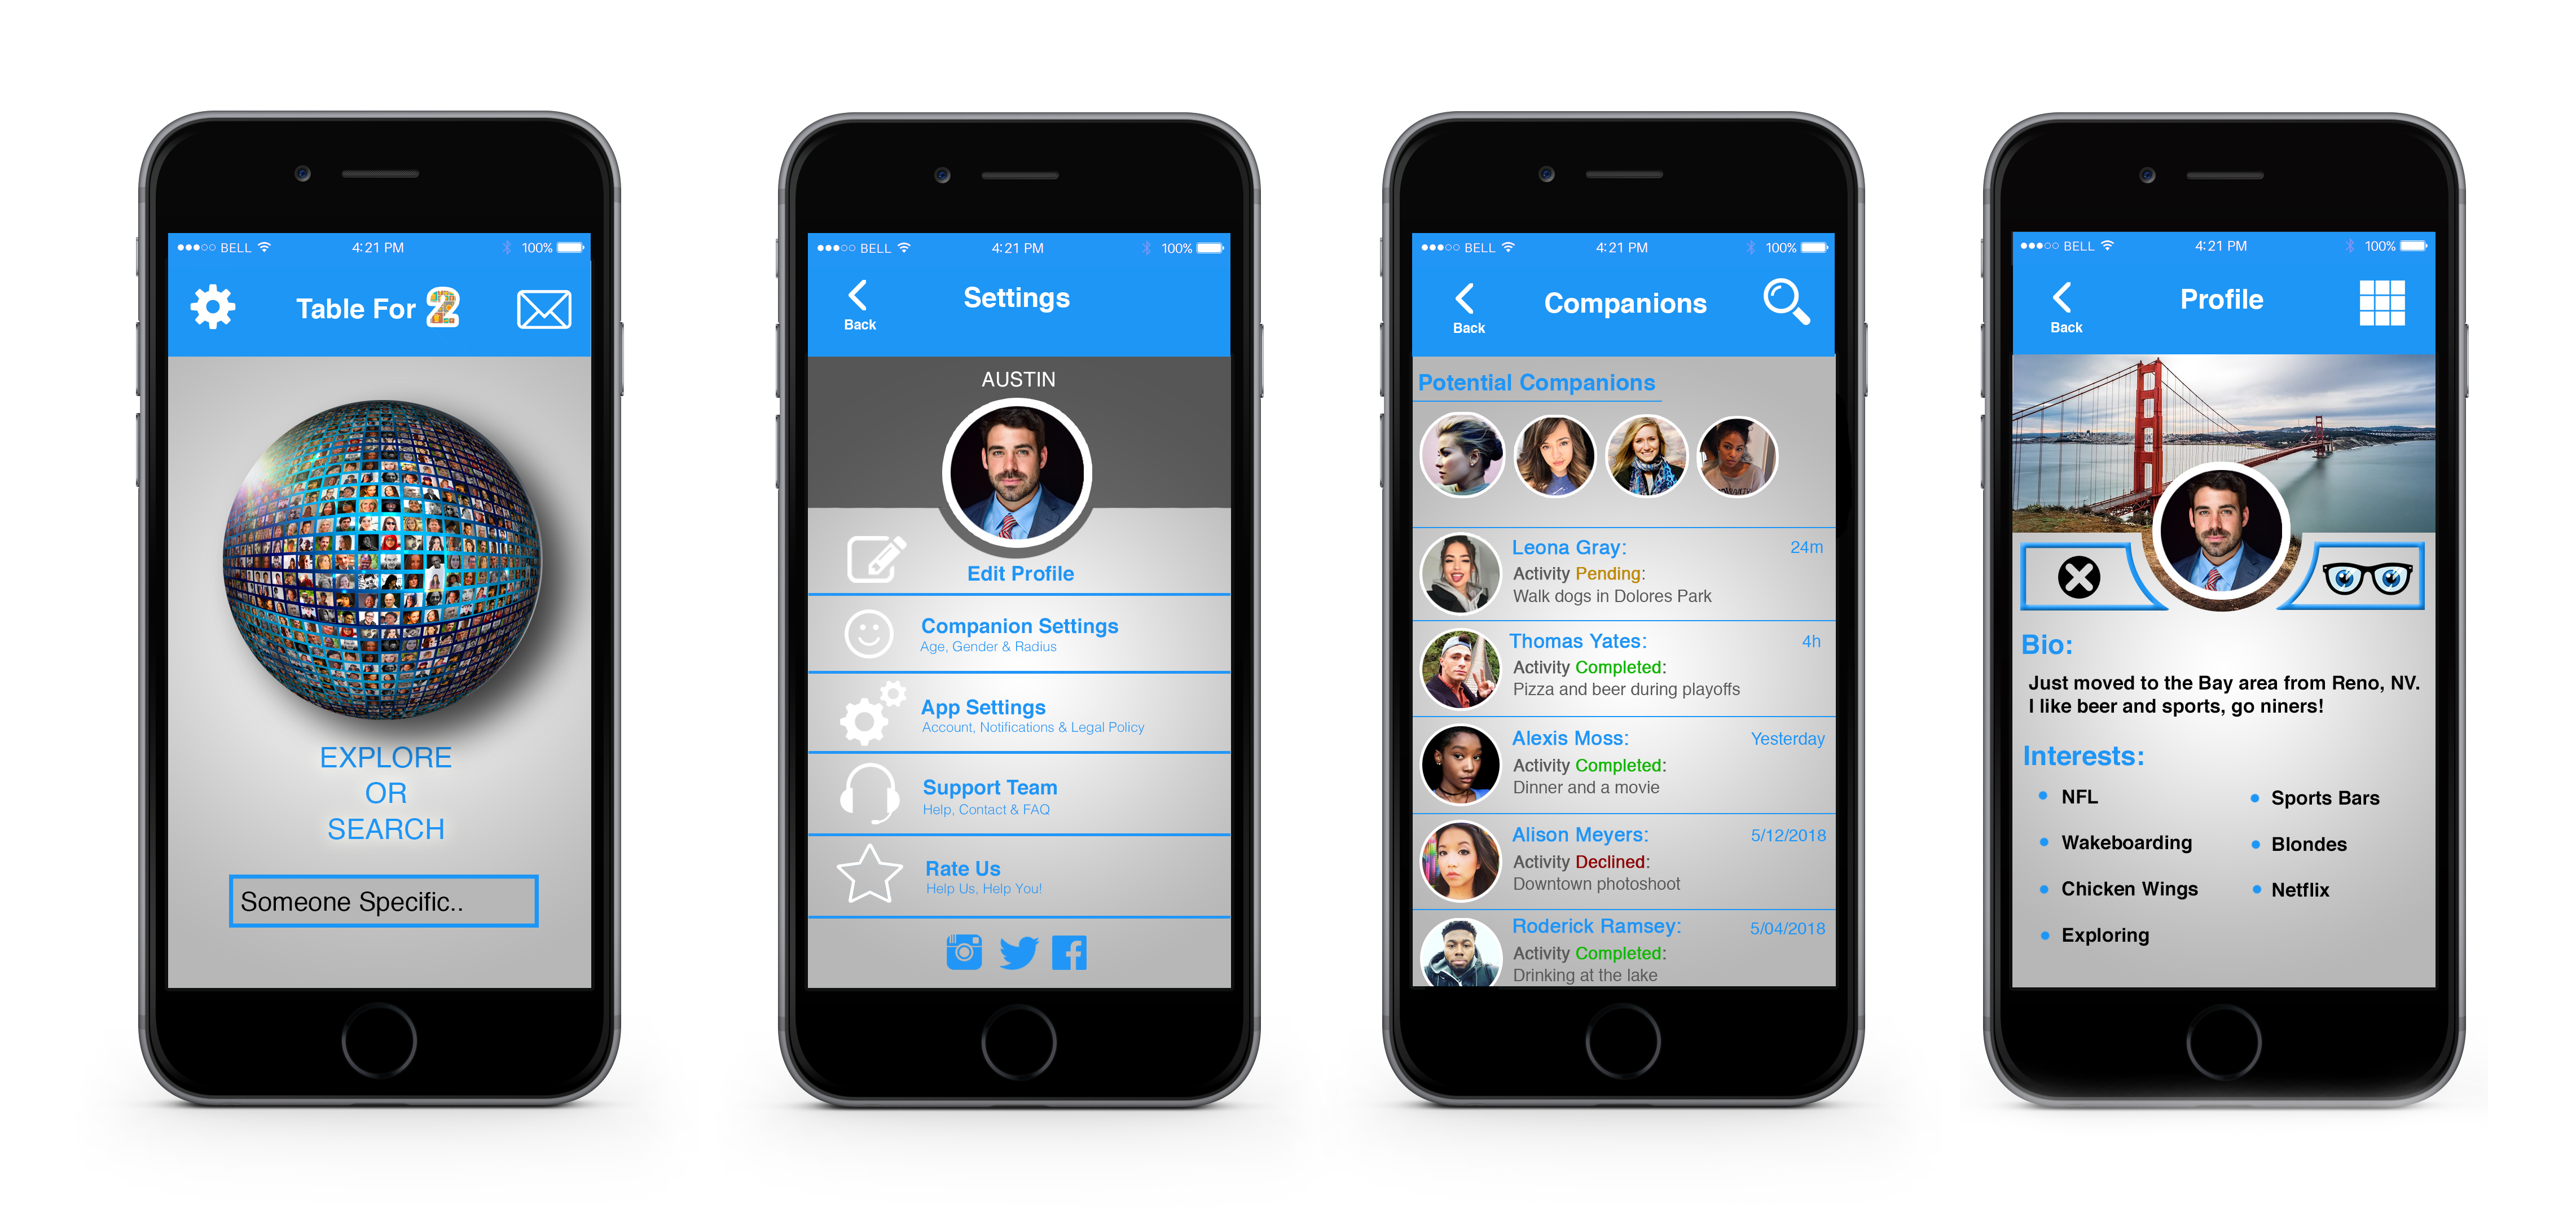 BELL 4:21 PM 100%
Table For 2
EXPLORE
OR
SEARCH
Someone Specific..
BELL 4:21 PM 100%
Settings
Back
AUSTIN
Edit Profile
Companion Settings
Age, Gender & Radius
App Settings
Account, Notifications & Legal Policy
Support Team
Help, Contact & FAQ
Rate Us
Help Us, Help You!
BELL 4:21 PM 100%
Companions
Back
Potential Companions
Leona Gray: 24m
Activity Pending:
Walk dogs in Dolores Park
Thomas Yates: 4h
Activity Completed:
Pizza and beer during playoffs
Alexis Moss: Yesterday
Activity Completed:
Dinner and a movie
Alison Meyers: 5/12/2018
Activity Declined:
Downtown photoshoot
Roderick Ramsey: 5/04/2018
Activity Completed:
Drinking at the lake
BELL 4:21 PM 100%
Profile
Back
Bio:
Just moved to the Bay area from Reno, NV.
I like beer and sports, go niners!
Interests:
NFL
Sports Bars
Wakeboarding
Blondes
Chicken Wings
Netflix
Exploring